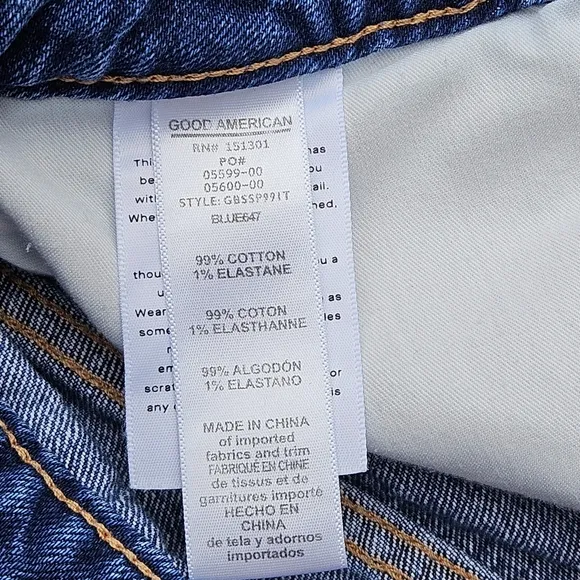 GOOD AMERICAN
RN# 151301
PO#
05599-00
05600-00
STYLE: GBSSP991T
BLUE647
99% COTTON
1% ELASTANE
99% COTON
1% ELASTHANNE
99% ALGODÓN
1% ELASTANO
MADE IN CHINA
of imported
fabrics and trim
FABRIQUÉ EN CHINE
de tissus et de
garnitures importé
HECHO EN
CHINA
de tela y adornos
importados